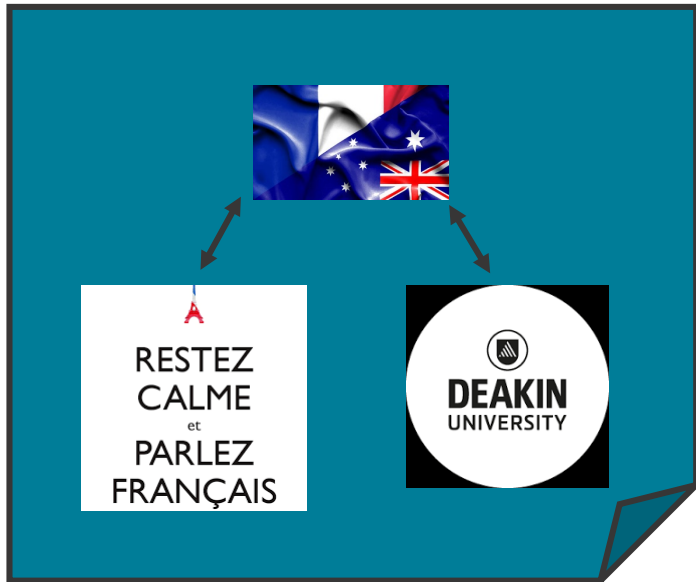 RESTEZ
CALME
et
PARLEZ
FRANÇAIS
DEAKIN
UNIVERSITY